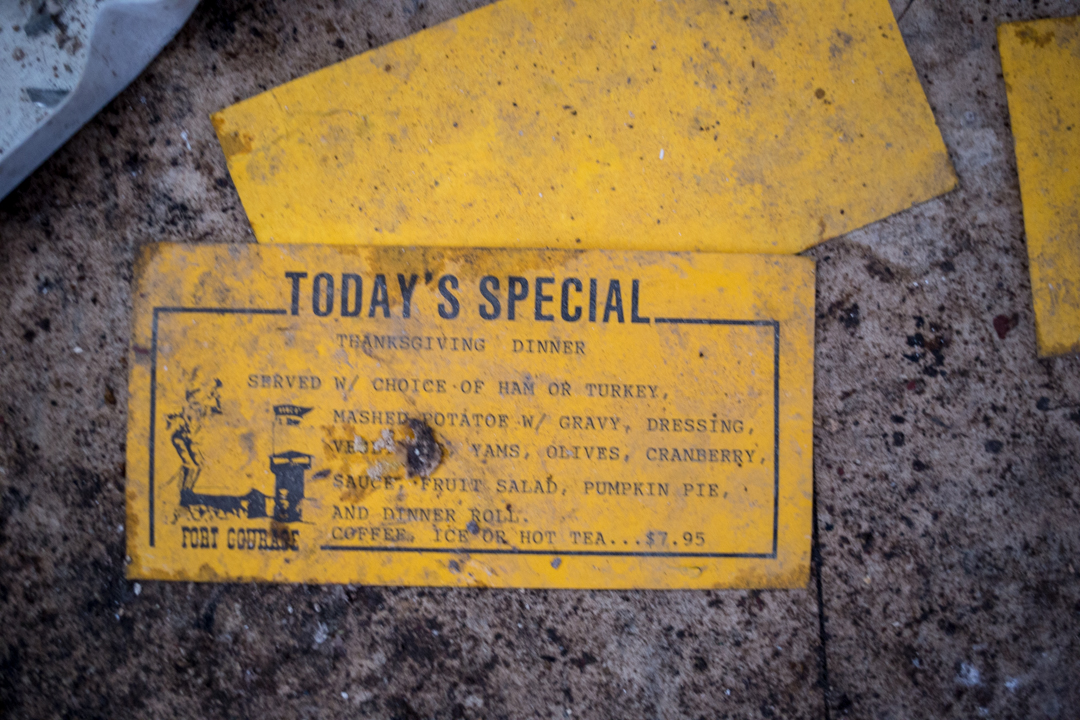 TODAY'S SPECIAL
THANKSGIVING DINNER
SERVED W/ CHOICE OF HAM OR TURKEY,
MASHED POTATOE W/ GRAVY, DRESSING,
YAMS, OLIVES, CRANBERRY,
SAUCE, FRUIT SALAD, PUMPKIN PIE,
AND DINNER ROLL.
COFFEE, ICE OR HOT TEA...$7.95
FORT COURAGE